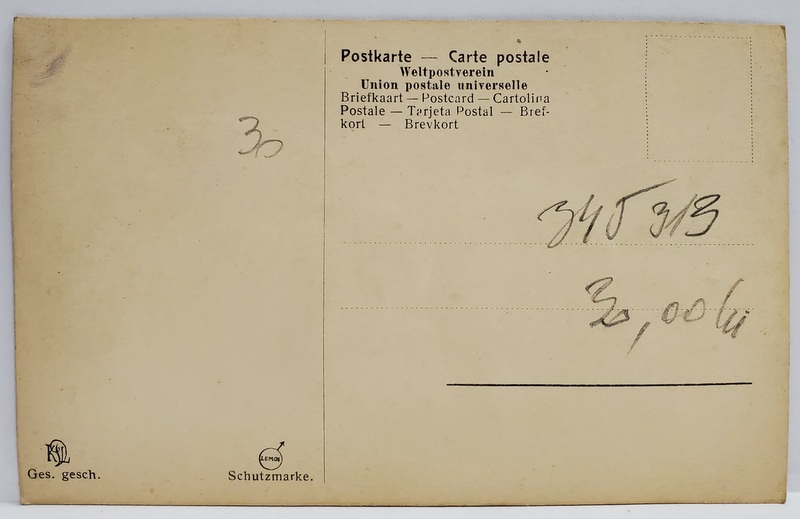 Postkarte — Carte postale
Weltpostverein
Union postale universelle
Briefkaart — Postcard — Cartolina
Postale — Tarjeta Postal — Bref-
kort — Brevkort
30
345 313
30,00
LEMOS
Ges. gesch.
Schutzmarke.